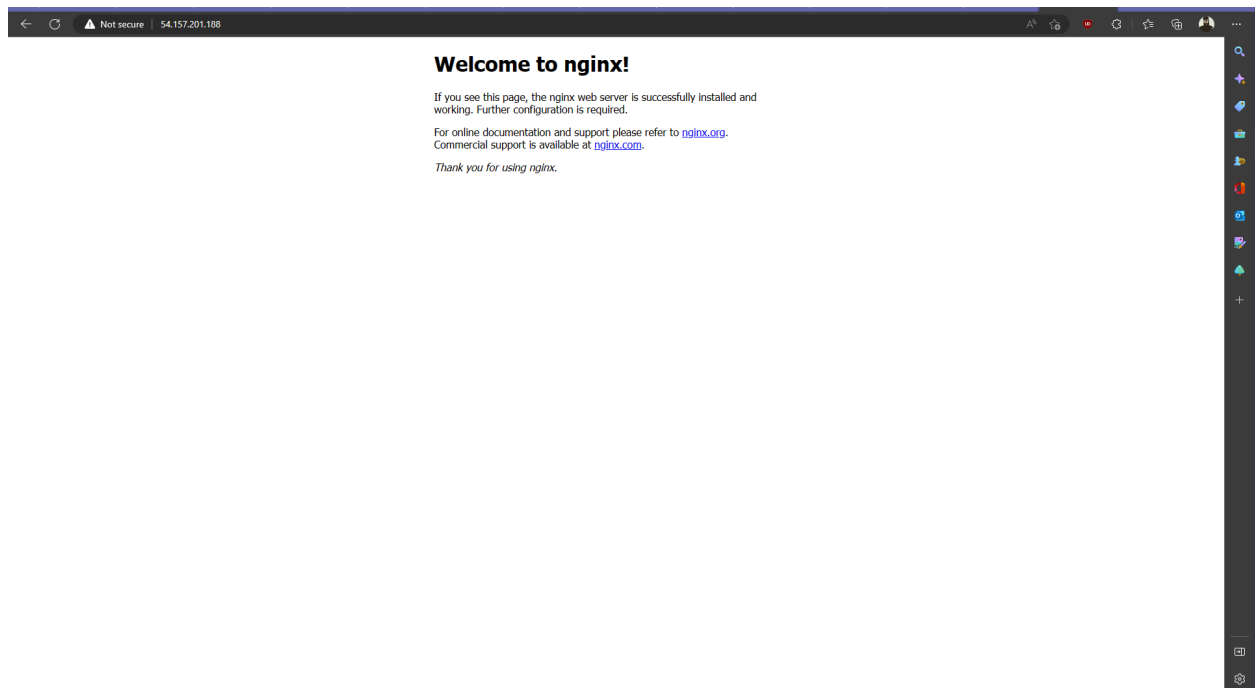 Not secure
54.157.201.188
Welcome to nginx!
If you see this page, the nginx web server is successfully installed and
working. Further configuration is required.
For online documentation and support please refer to nginx.org.
Commercial support is available at nginx.com.
Thank you for using nginx.